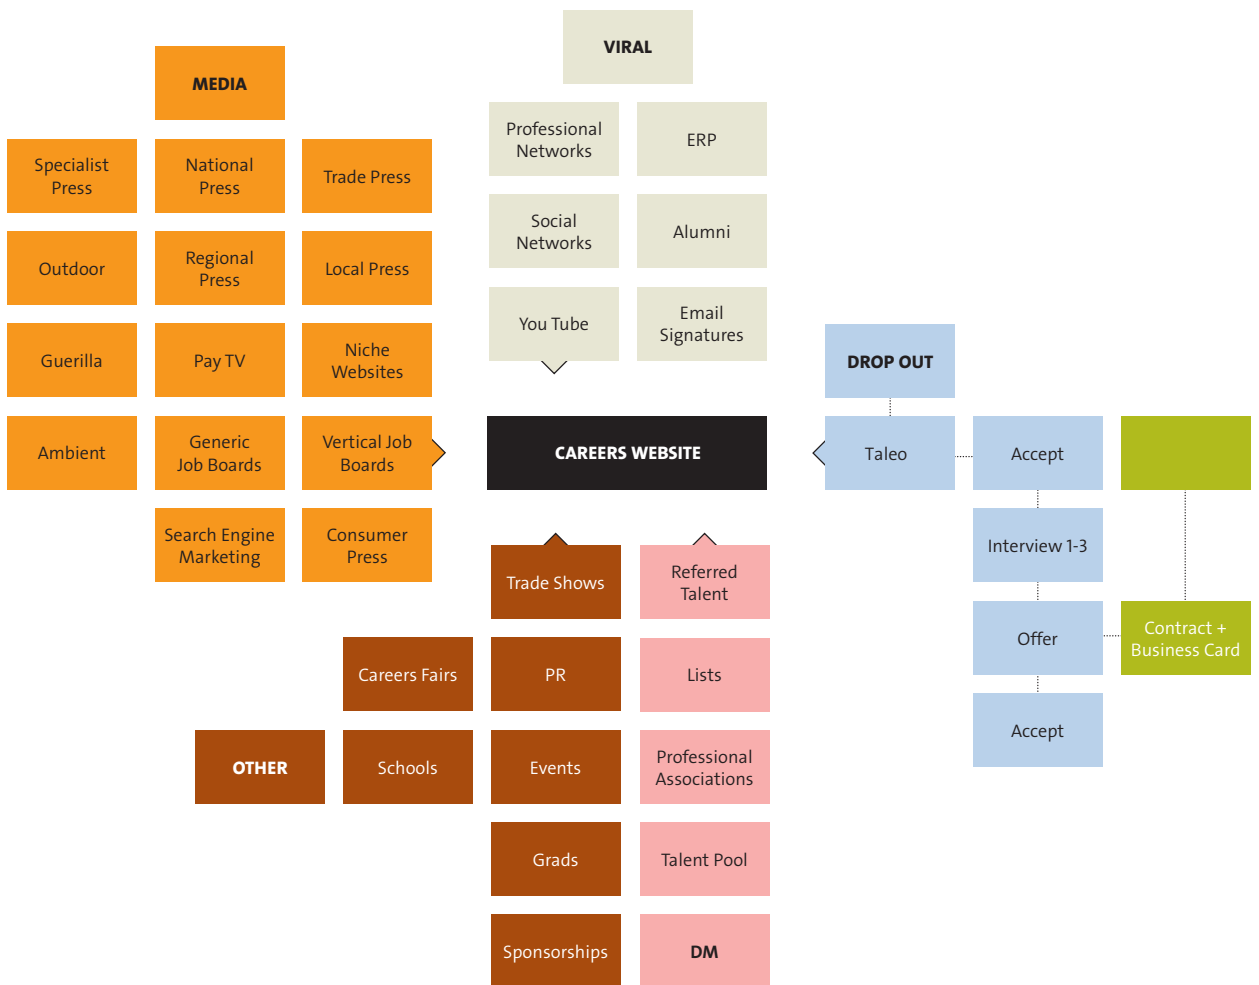 VIRAL
MEDIA
Professional
Networks
ERP
Specialist
Press
National
Press
Trade Press
Social
Networks
Alumni
Outdoor
Regional
Press
Local Press
You Tube
Email
Signatures
Guerilla
Pay TV
Niche
Websites
DROP OUT
Ambient
Generic
Job Boards
Vertical Job
Boards
CAREERS WEBSITE
Taleo
Accept
Search Engine
Marketing
Consumer
Press
Interview 1-3
Trade Shows
Referred
Talent
Offer
Contract +
Business Card
Careers Fairs
PR
Lists
Accept
OTHER
Schools
Events
Professional
Associations
Grads
Talent Pool
Sponsorships
DM